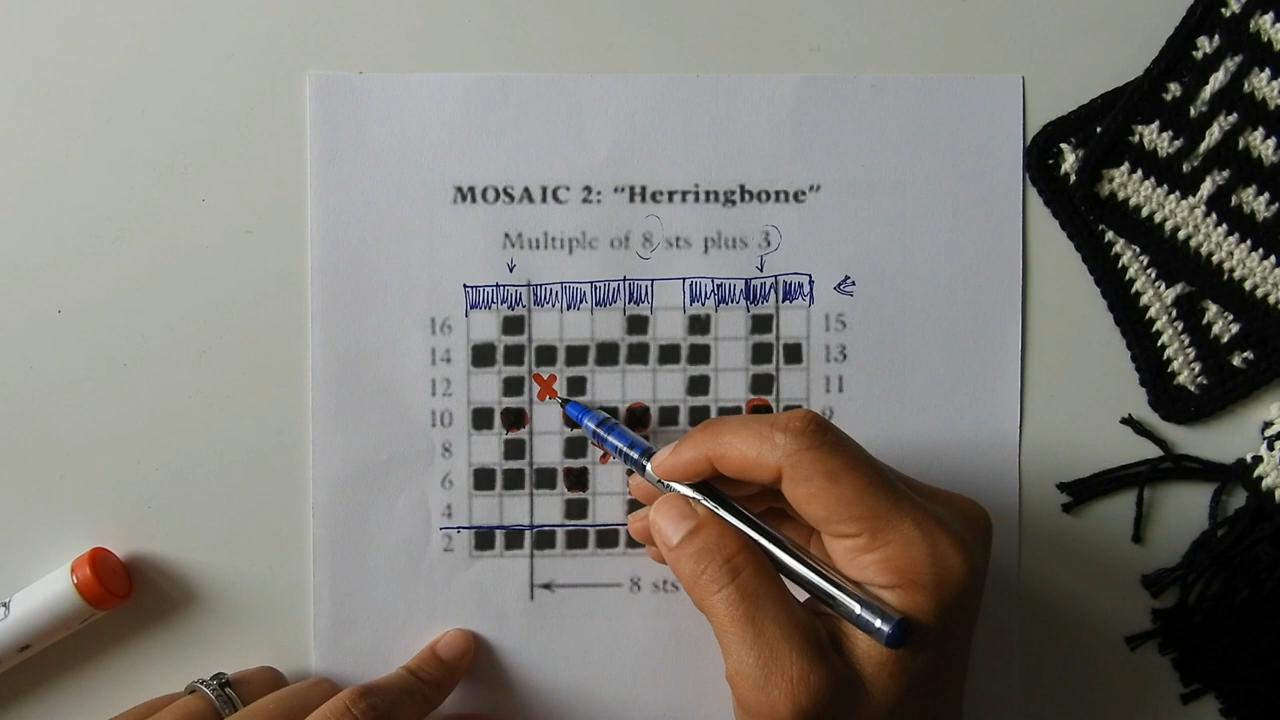 MOSAIC 2: "Herringbone"
Multiple of 8 sts plus 3
16 15
14 13
12 11
10 9
8
6
4
2
8 sts